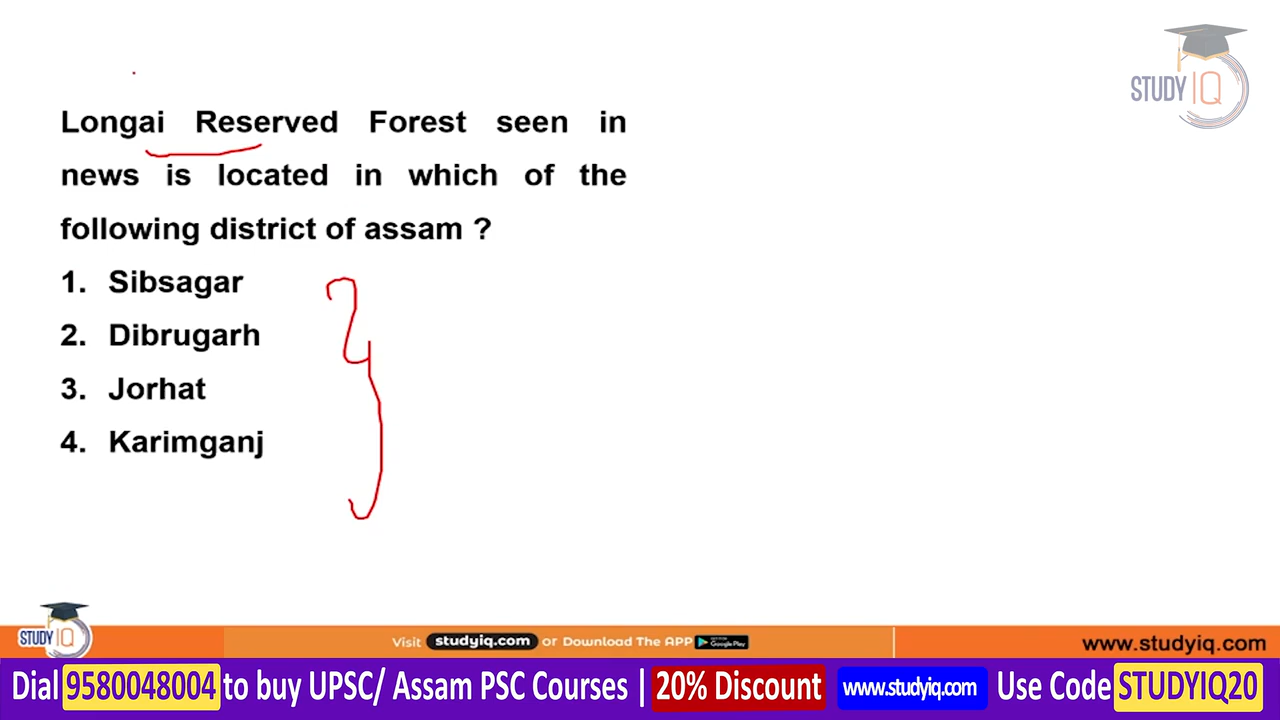 STUDY IQ
Longai Reserved Forest seen in
news is located in which of the
following district of assam ?
1. Sibsagar
2. Dibrugarh
3. Jorhat
4. Karimganj
STUDY IQ
Visit studyiq.com or Download The APP Google Play
www.studyiq.com
Dial 9580048004 to buy UPSC/ Assam PSC Courses | 20% Discount www.studyiq.com Use Code STUDYIQ20